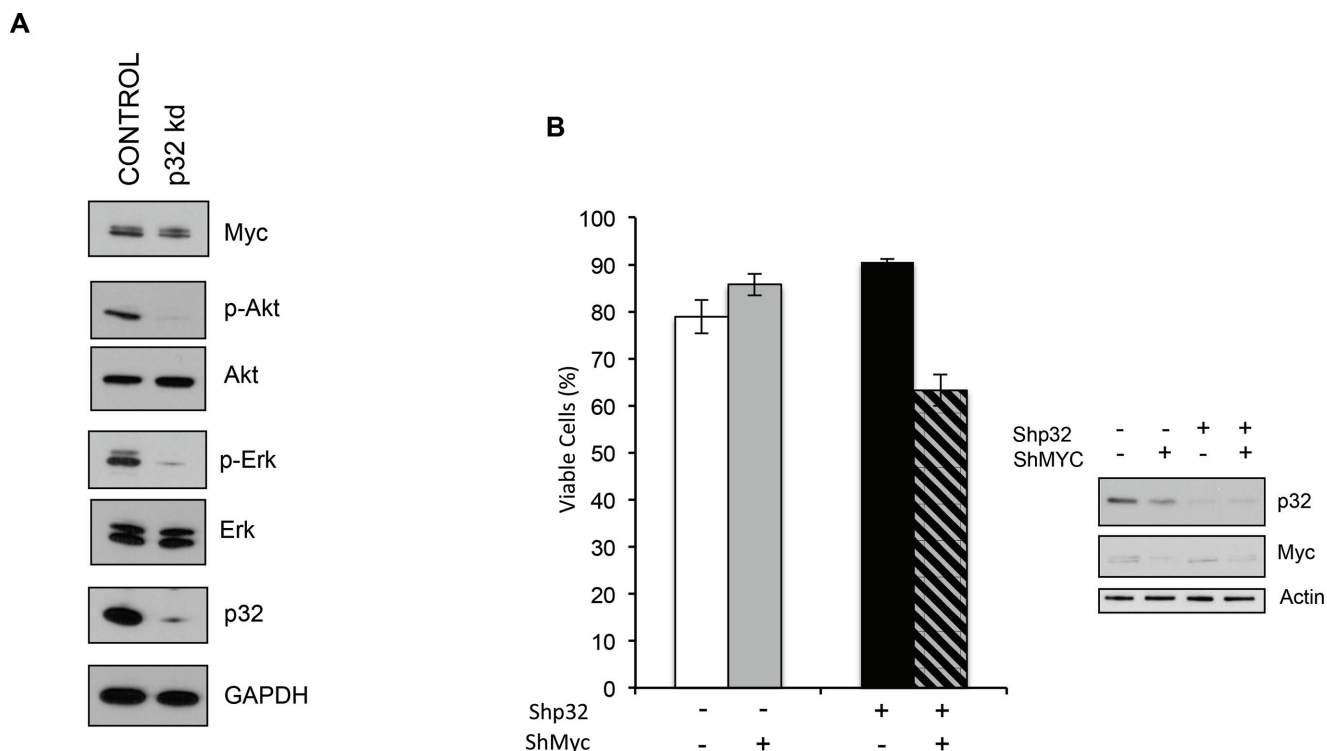 A
CONTROL
p32 kd
Myc
p-Akt
Akt
p-Erk
Erk
p32
GAPDH
B
Viable Cells (%)
100
90
80
70
60
50
40
30
20
10
0
Shp32 - - + +
ShMyc - + - +
Shp32 - - + +
ShMYC - + - +
p32
Myc
Actin